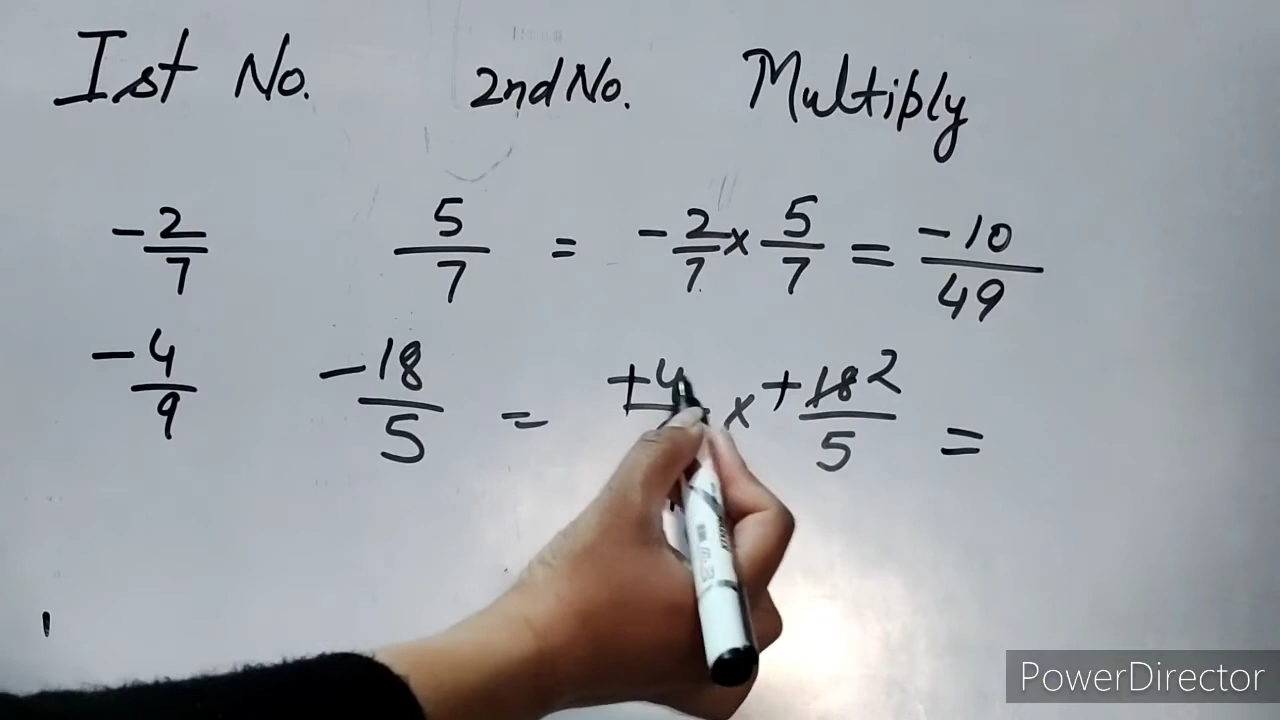 Ist No. 2nd No. Multiply
-2/7 5/7 = -2/7 × 5/7 = -10/49
-4/9 -18/5 = +4 × +18 2/5 =
PowerDirector